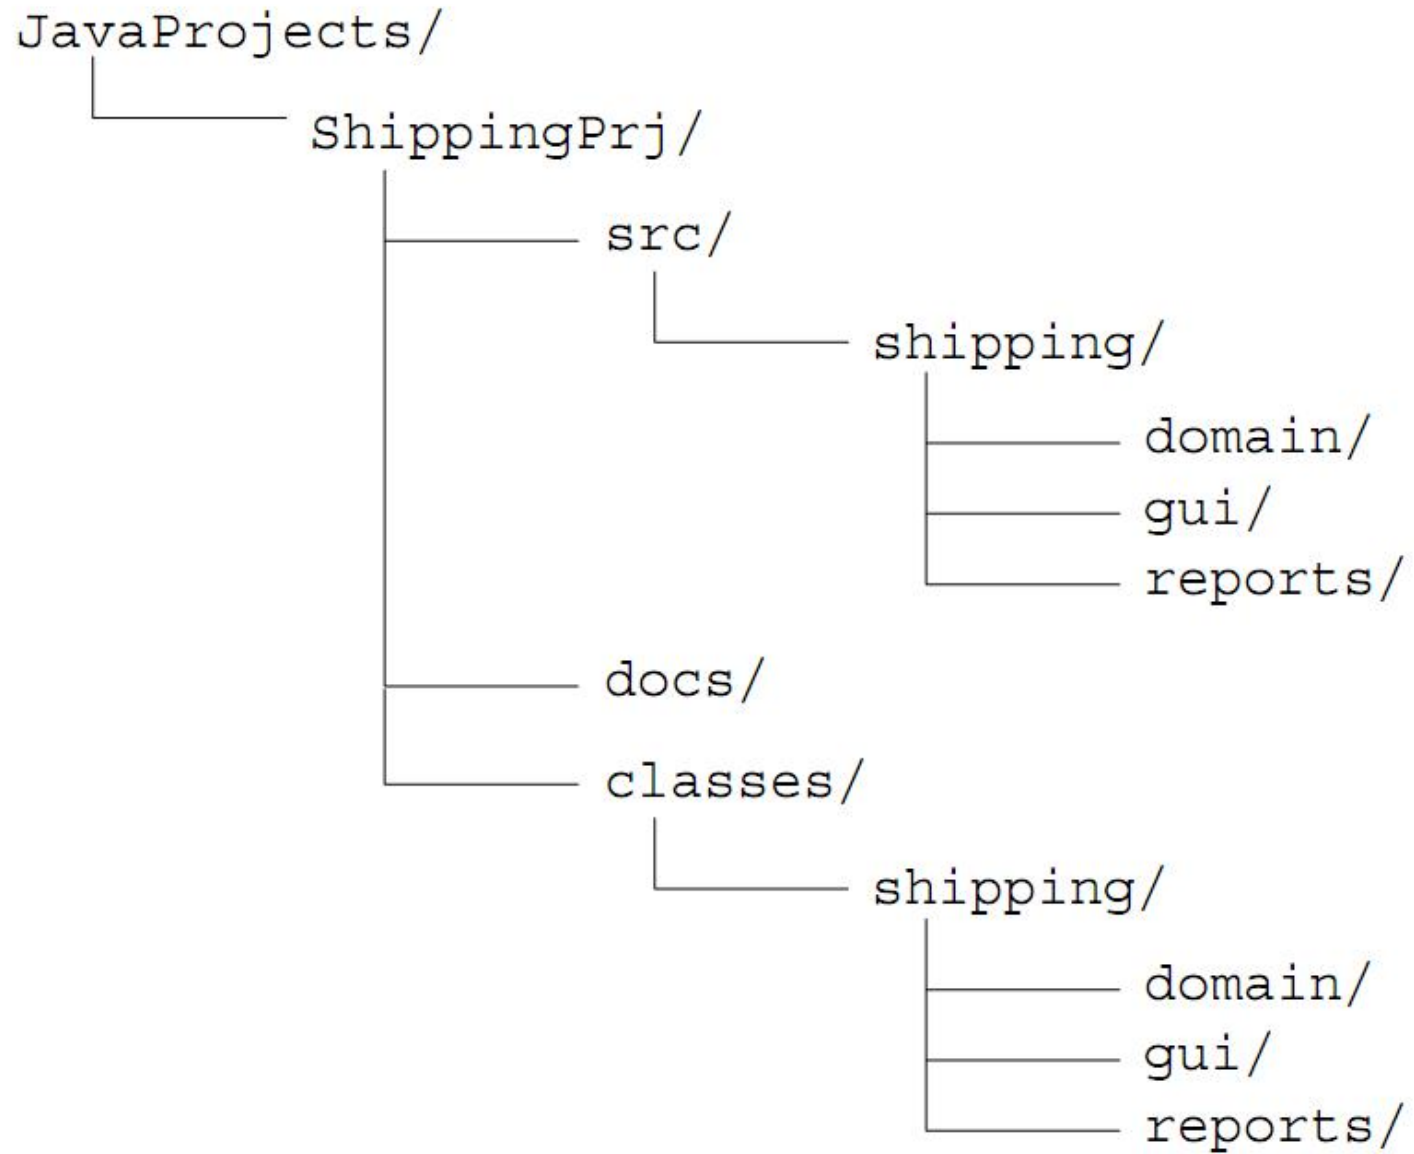 JavaProjects/
ShippingPrj/
src/
shipping/
domain/
gui/
reports/
docs/
classes/
shipping/
domain/
gui/
reports/